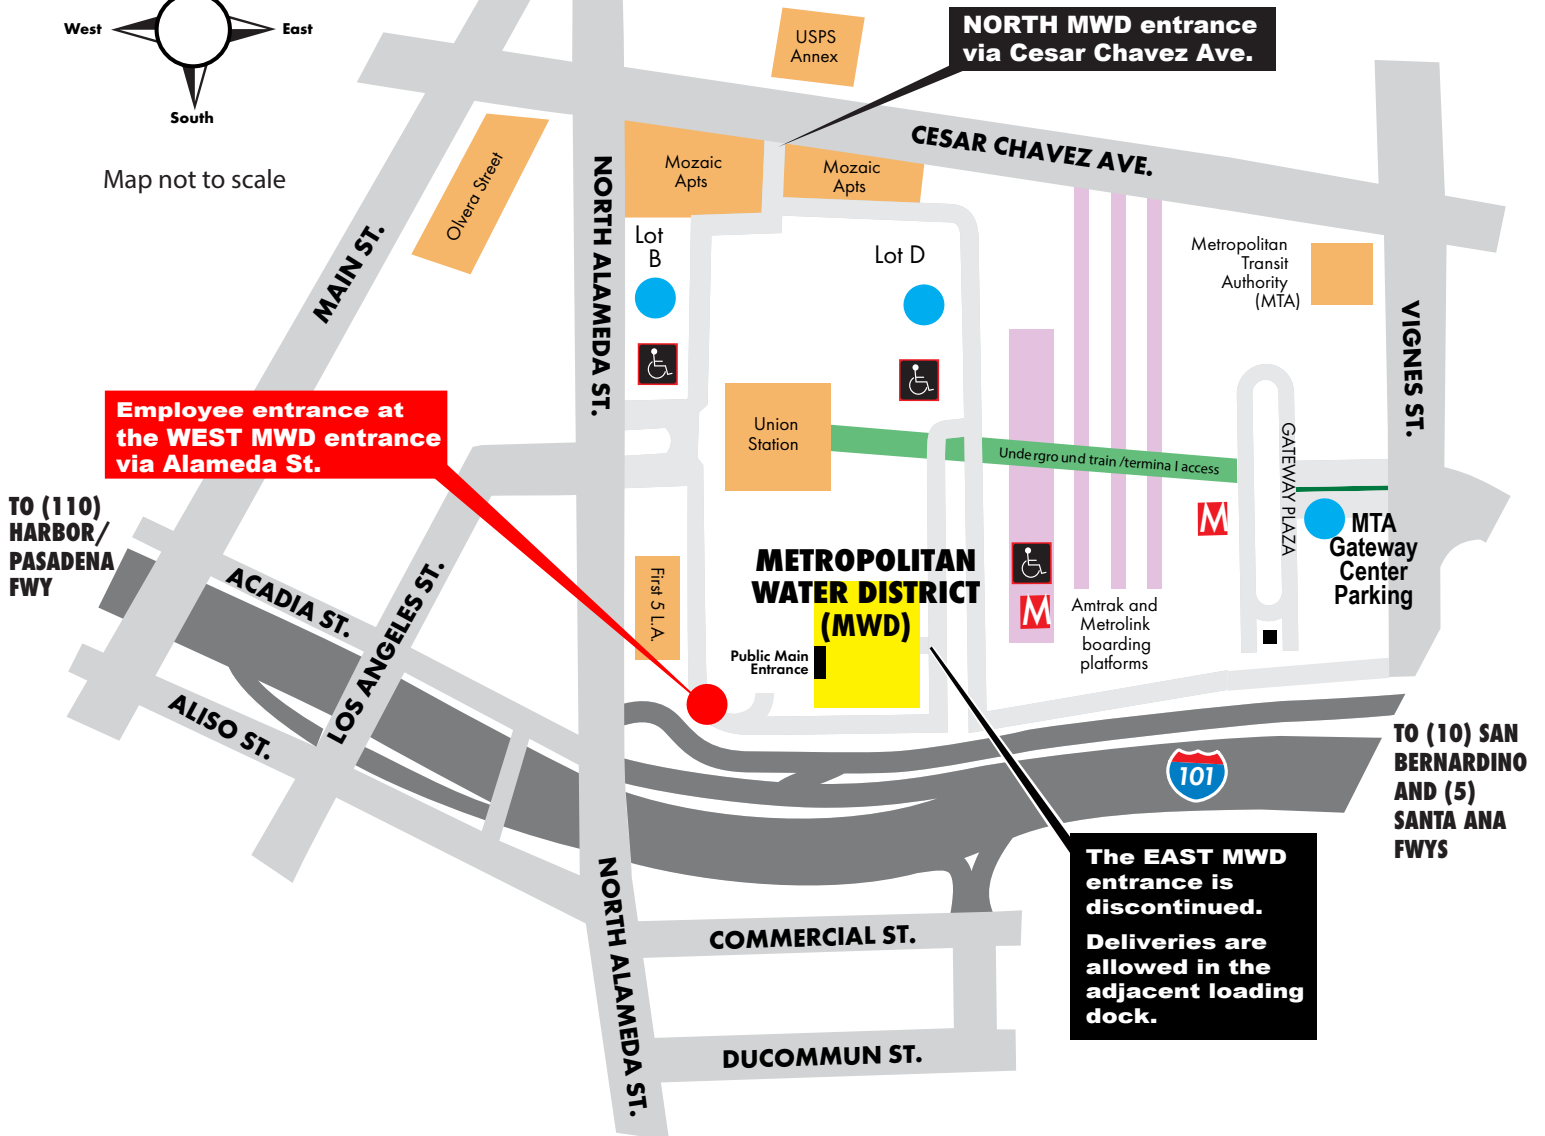 West
East
South
Map not to scale
USPS
Annex
NORTH MWD entrance
via Cesar Chavez Ave.
CESAR CHAVEZ AVE.
Olvera Street
Mozaic
Apts
Mozaic
Apts
MAIN ST.
NORTH ALAMEDA ST.
Lot
B
Lot D
Metropolitan
Transit
Authority
(MTA)
VIGNES ST.
Employee entrance at
the WEST MWD entrance
via Alameda St.
Union
Station
Underground train/terminal access
GATEWAY PLAZA
M
MTA
Gateway
Center
Parking
TO (110)
HARBOR/
PASADENA
FWY
ACADIA ST.
LOS ANGELES ST.
ALISO ST.
First 5 L.A.
METROPOLITAN
WATER DISTRICT
(MWD)
Public Main
Entrance
M
Amtrak and
Metrolink
boarding
platforms
101
TO (10) SAN
BERNARDINO
AND (5)
SANTA ANA
FWYS
The EAST MWD
entrance is
discontinued.
Deliveries are
allowed in the
adjacent loading
dock.
NORTH ALAMEDA ST.
COMMERCIAL ST.
DUCOMMUN ST.